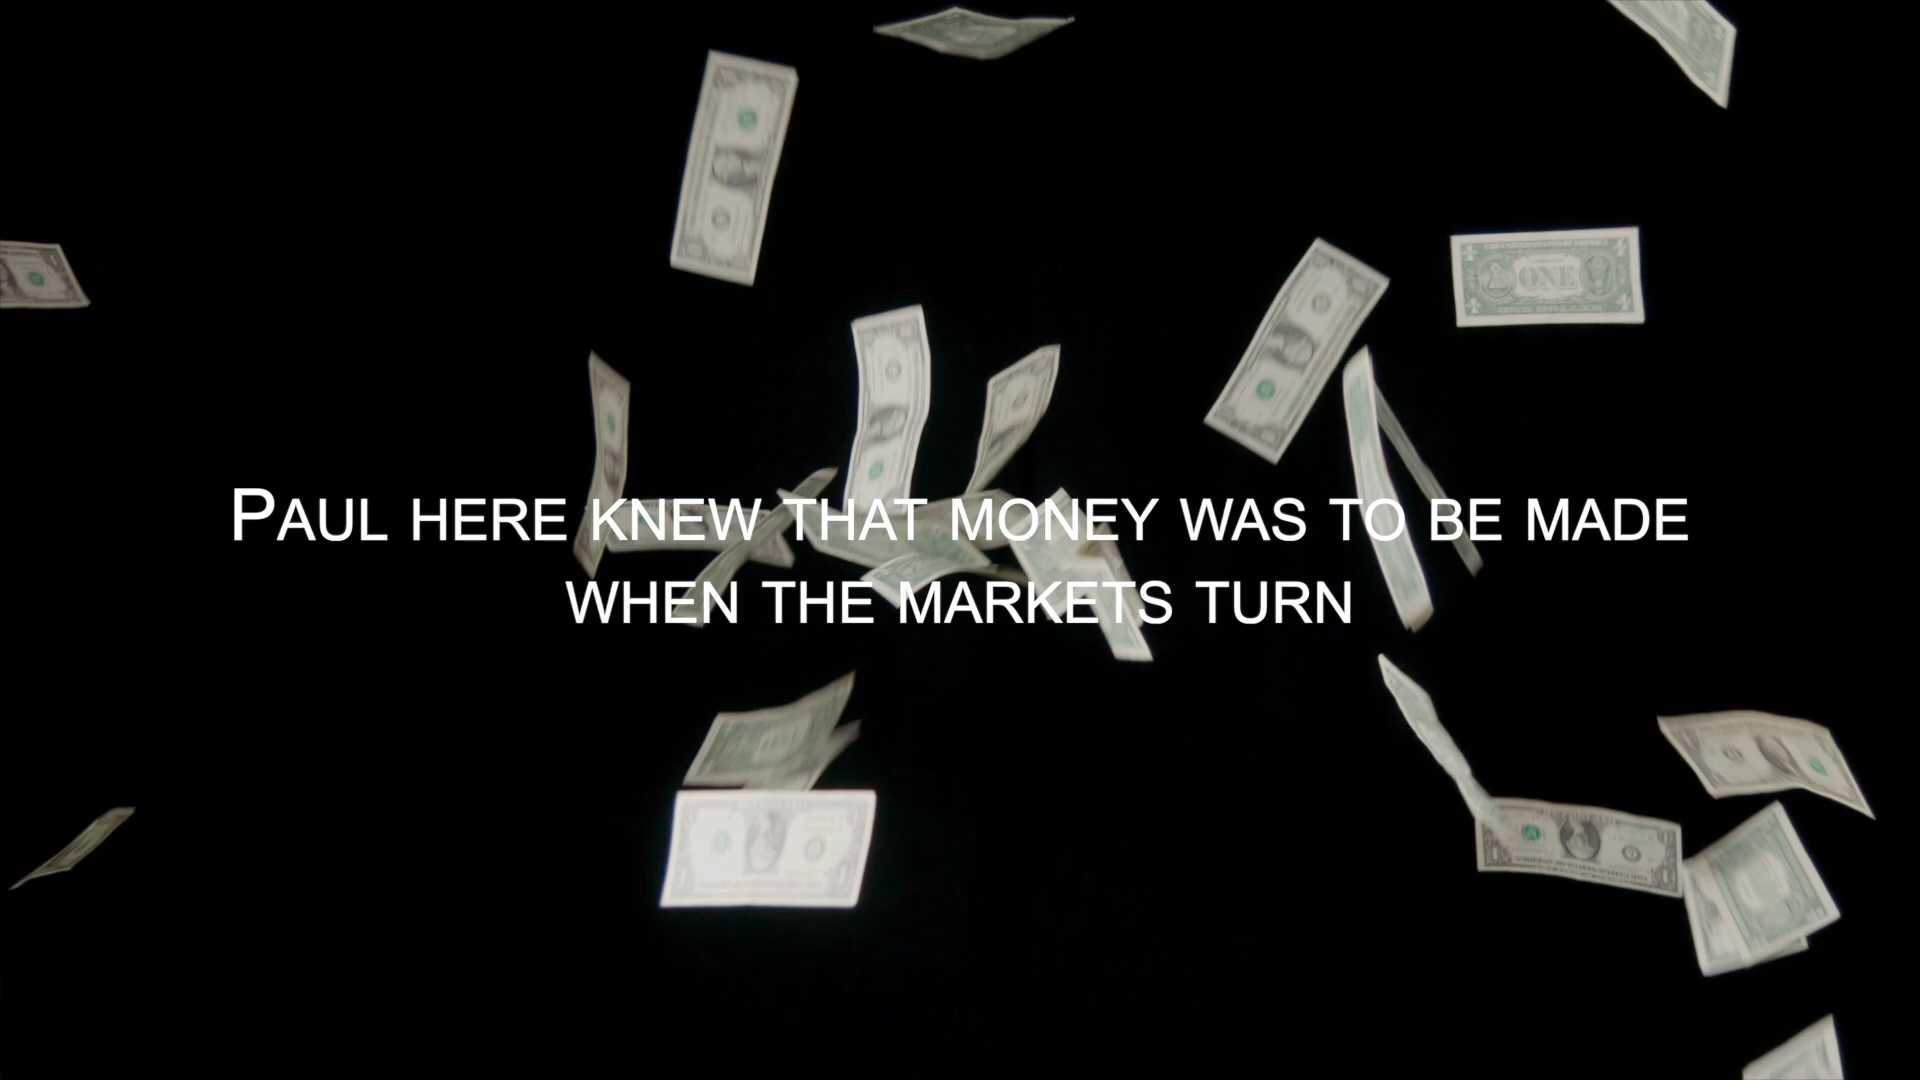 PAUL HERE KNEW THAT MONEY WAS TO BE MADE
WHEN THE MARKETS TURN
ONE